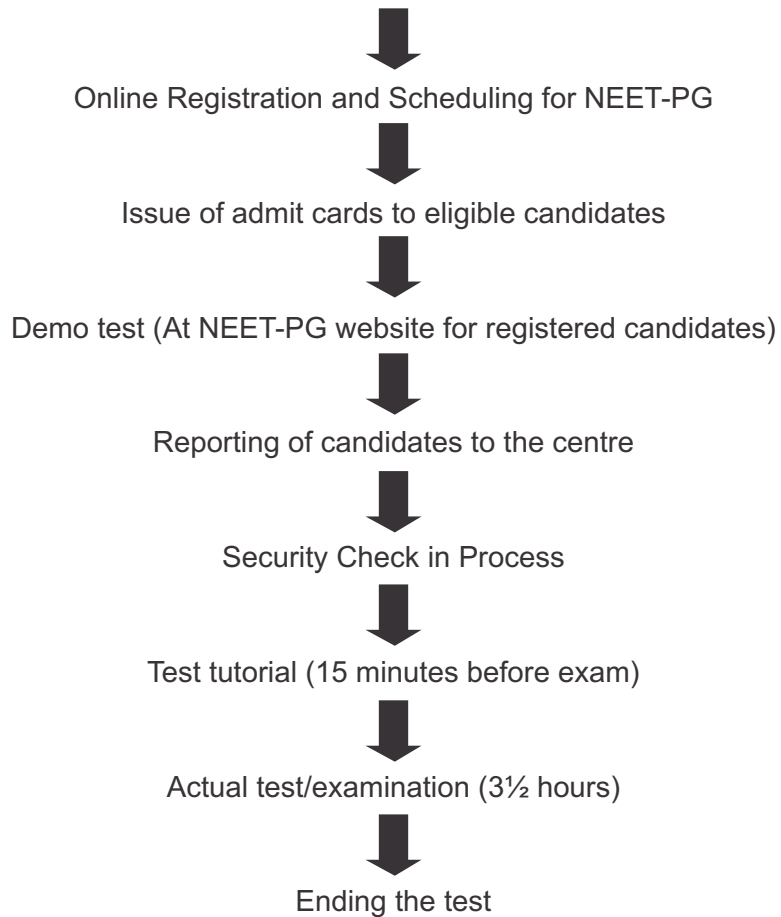 Online Registration and Scheduling for NEET-PG
Issue of admit cards to eligible candidates
Demo test (At NEET-PG website for registered candidates)
Reporting of candidates to the centre
Security Check in Process
Test tutorial (15 minutes before exam)
Actual test/examination (3½ hours)
Ending the test